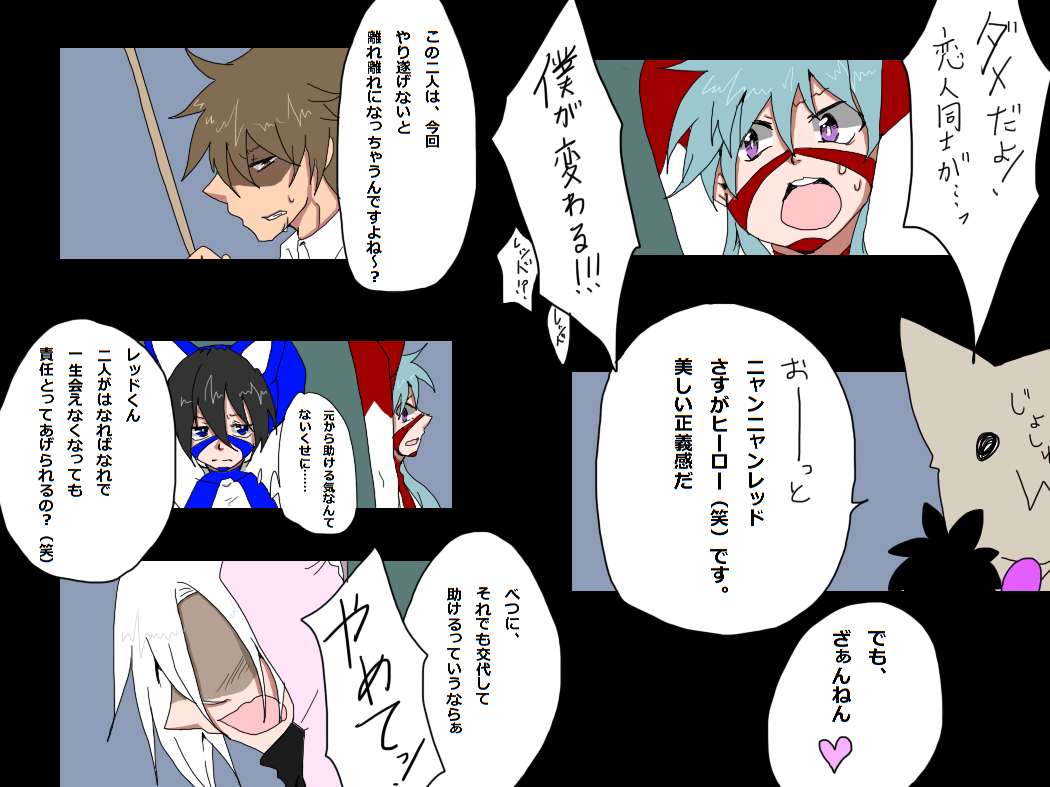 ダメだよ、
恋人同士が…っ
僕が
変わる!!!
レッド!?
レッド
じょしゅ
おーーっと
ニャンニャンレッド
さすがヒーロー（笑）です。
美しい正義感だ
でも、
ざぁんねん
この二人は、今回
やり遂げないと
離れ離れになっちゃうんですよね～？
元から助ける気なんて
ないくせに……
レッドくん
二人がはなればなれで
一生会えなくなっても
責任とってあげられるの？（笑）
べつに、
それでも交代して
助けるっていうならぁ
やめてッ